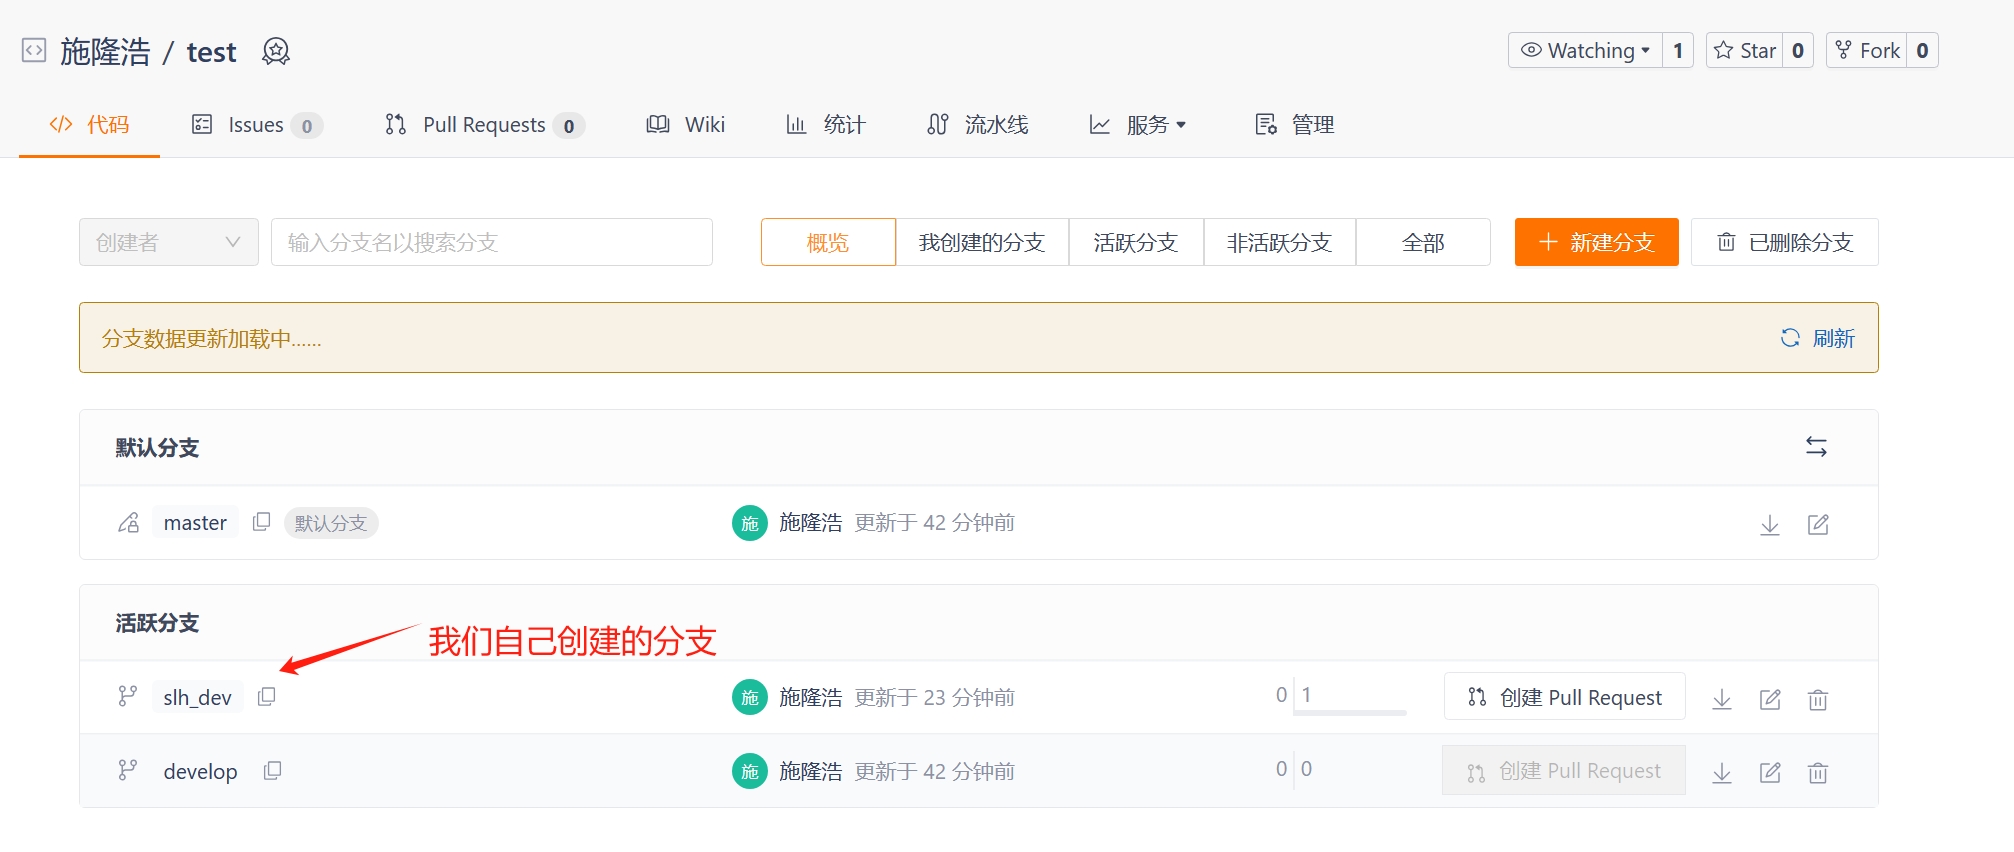 施隆浩 / test
Watching 1 Star 0 Fork 0
代码 Issues 0 Pull Requests 0 Wiki 统计 流水线 服务 管理
创建者 输入分支名以搜索分支 概览 我创建的分支 活跃分支 非活跃分支 全部 新建分支 已删除分支
分支数据更新加载中...... 刷新
默认分支
master 默认分支 施 施隆浩 更新于 42 分钟前
活跃分支
我们自己创建的分支
slh_dev 施 施隆浩 更新于 23 分钟前 0 1 创建 Pull Request
develop 施 施隆浩 更新于 42 分钟前 0 0 创建 Pull Request